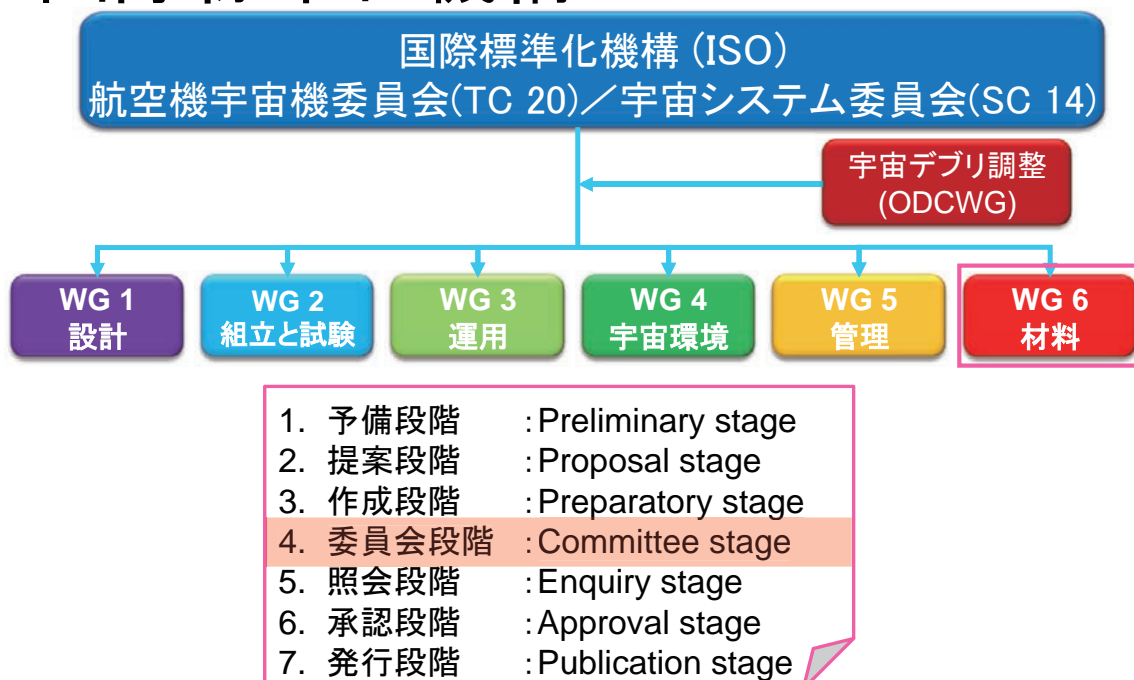 国際標準化機構 (ISO)
航空機宇宙機委員会(TC 20)／宇宙システム委員会(SC 14)
宇宙デブリ調整
(ODCWG)
WG 1
設計
WG 2
組立と試験
WG 3
運用
WG 4
宇宙環境
WG 5
管理
WG 6
材料
1. 予備段階 : Preliminary stage
2. 提案段階 : Proposal stage
3. 作成段階 : Preparatory stage
4. 委員会段階 : Committee stage
5. 照会段階 : Enquiry stage
6. 承認段階 : Approval stage
7. 発行段階 : Publication stage